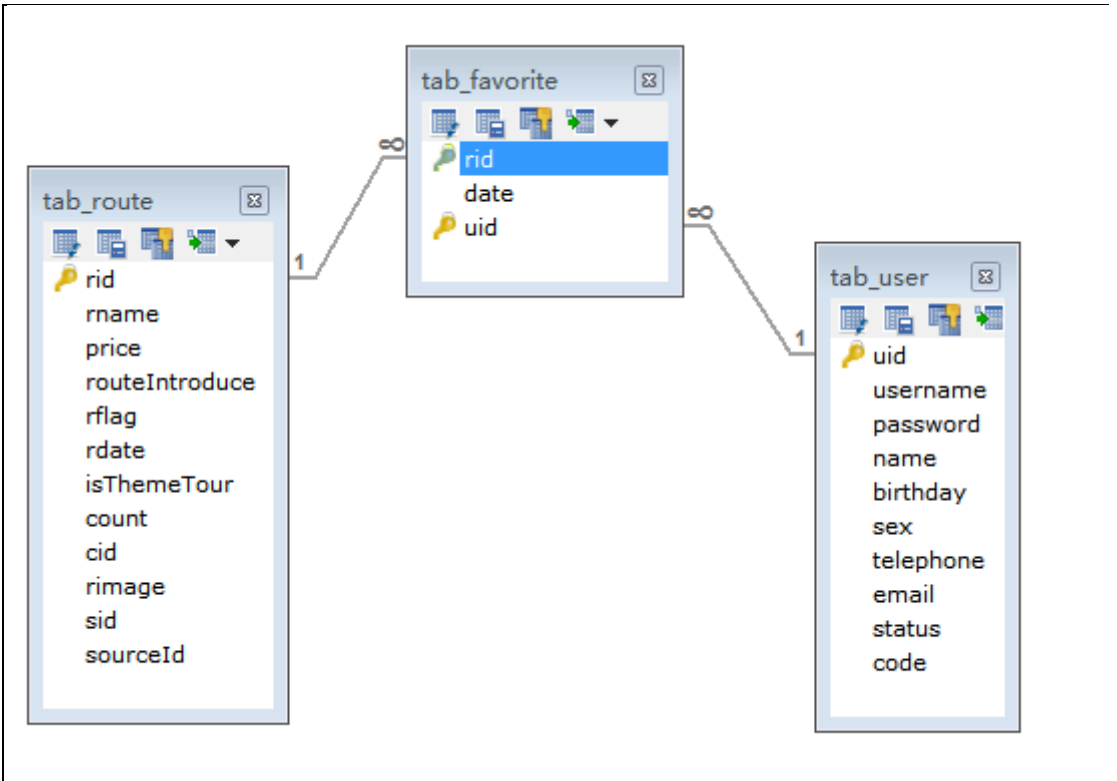 tab_favorite
rid
date
uid
∞
∞
tab_route
rid
rname
price
routeIntroduce
rflag
rdate
isThemeTour
count
cid
rimage
sid
sourceId
1
tab_user
uid
username
password
name
birthday
sex
telephone
email
status
code
1